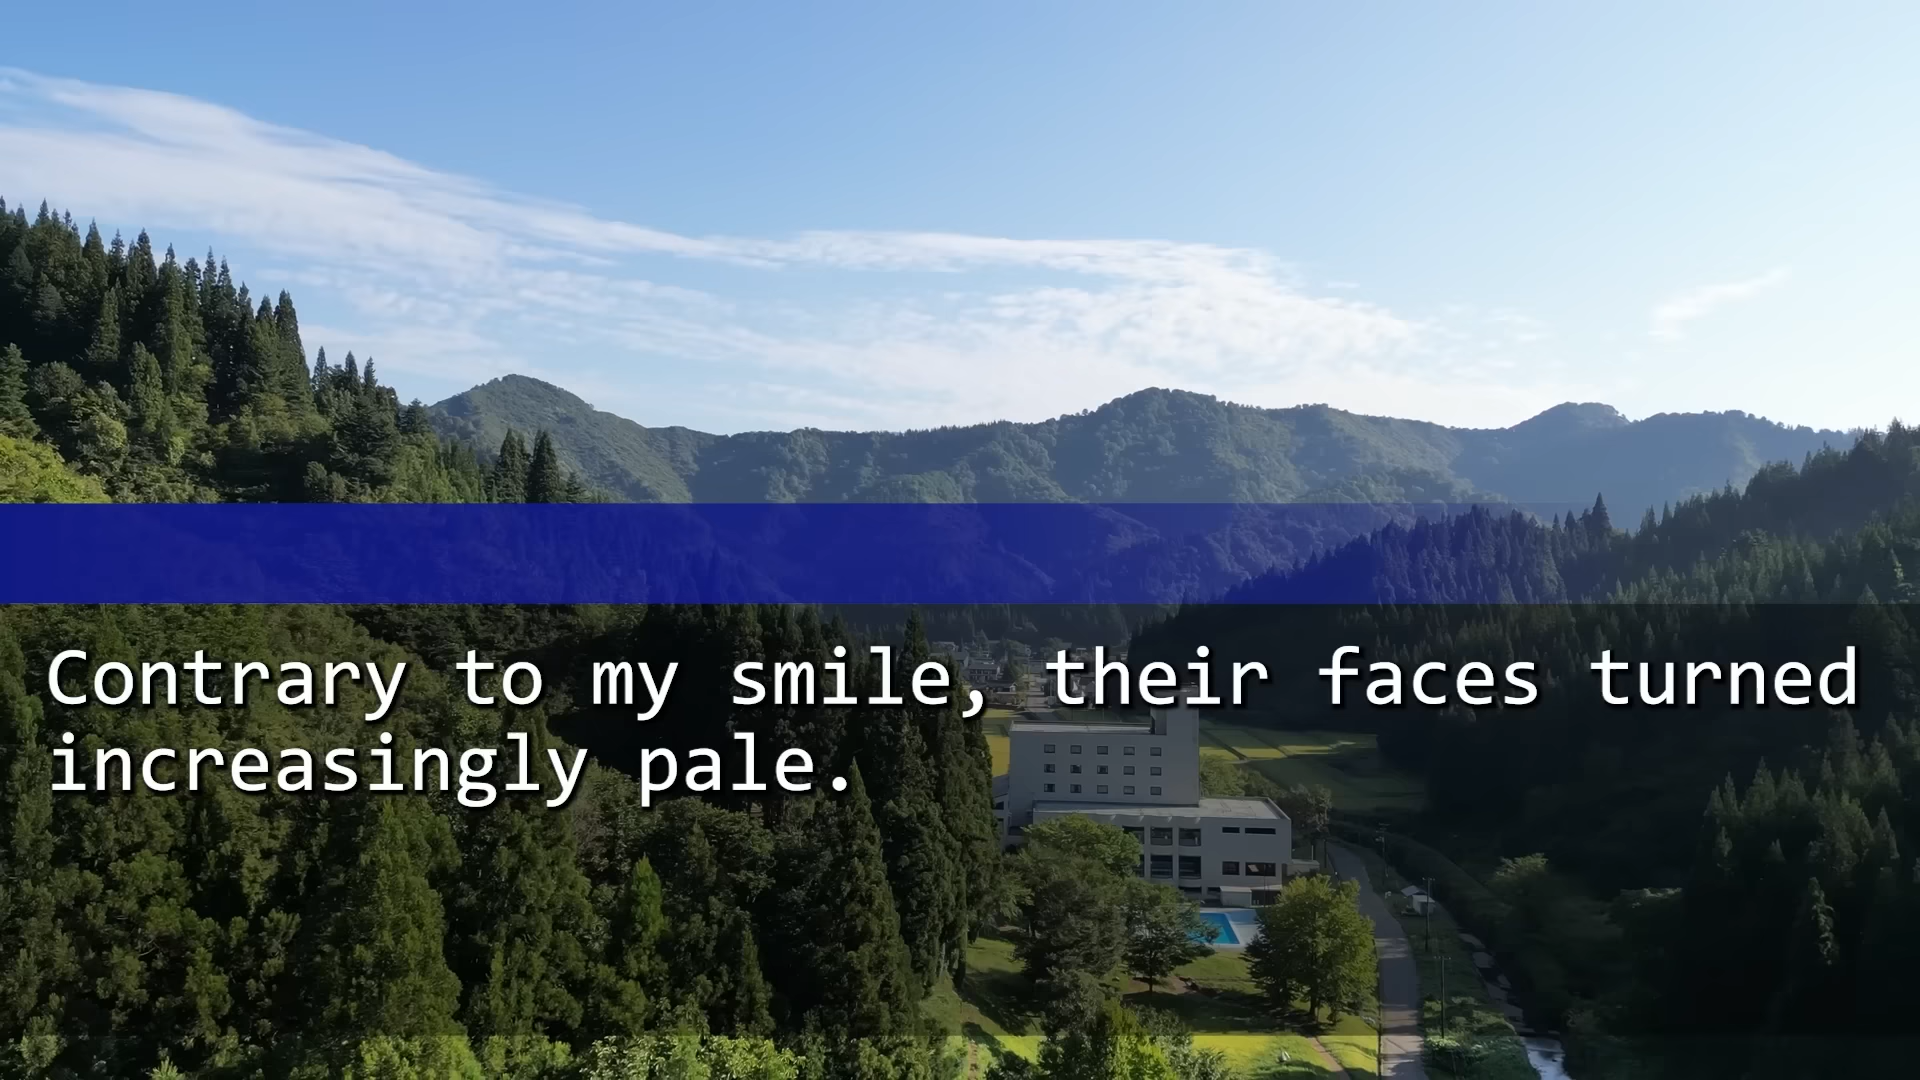 Contrary to my smile, their faces turned
increasingly pale.